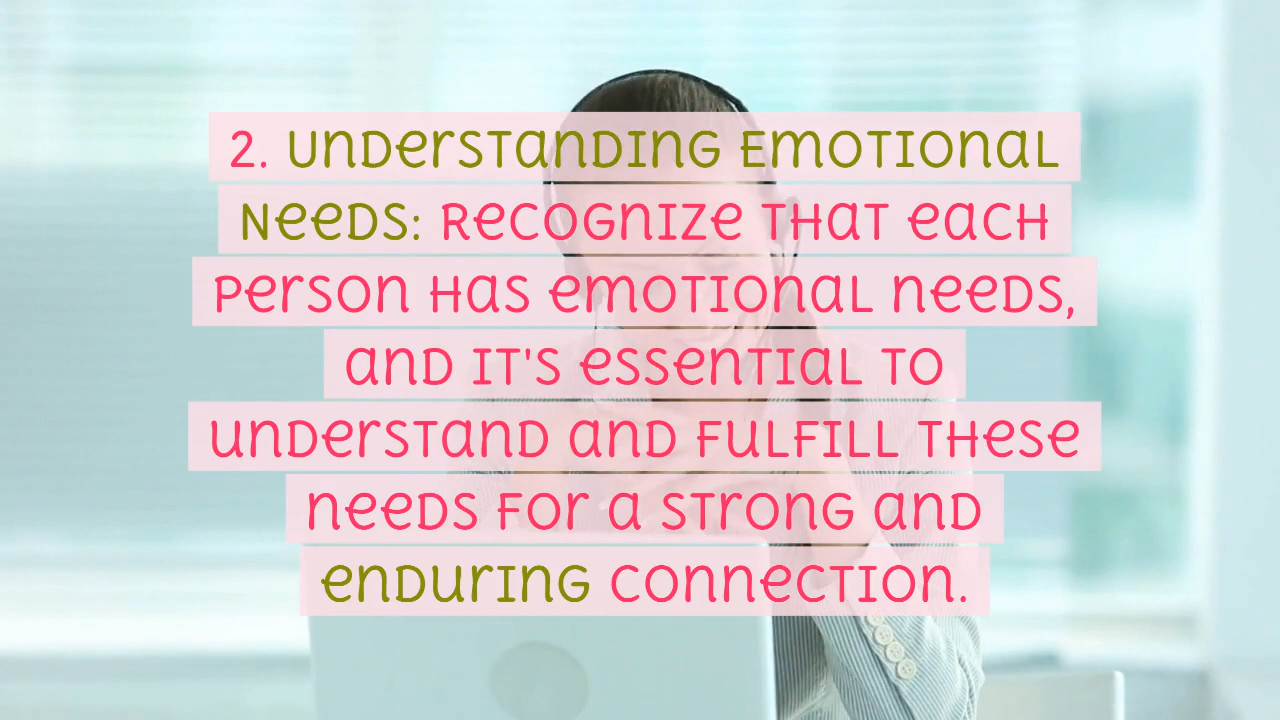 2. Understanding Emotional
Needs: Recognize that each
person has emotional needs,
and it's essential to
understand and fulfill these
needs for a strong and
enduring connection.